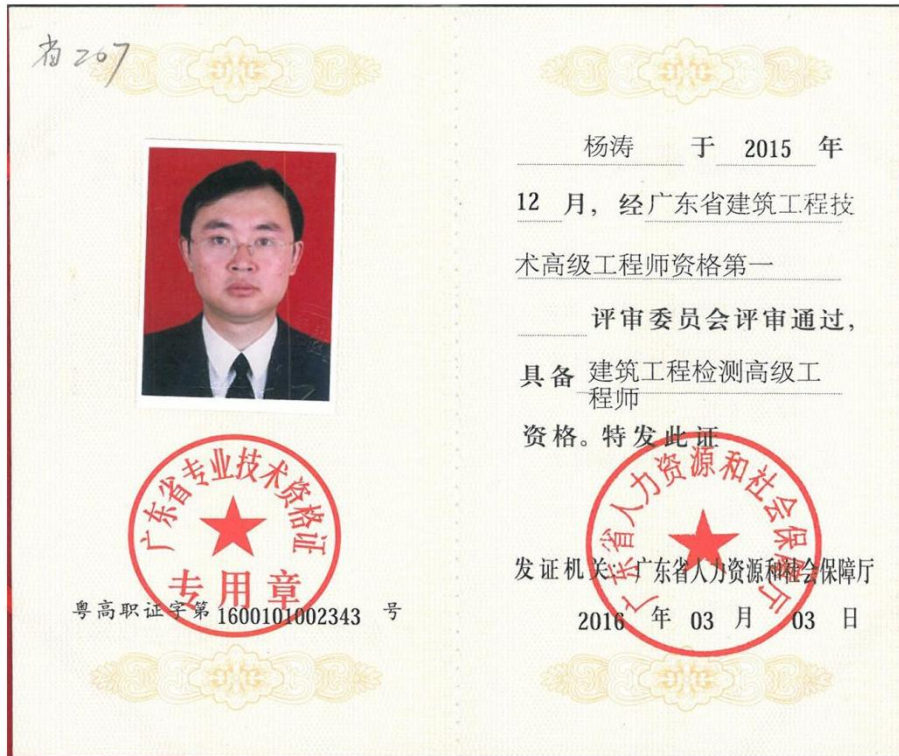 省267
广东省专业技术资格证
专用章
粤高职证字第 1600101002343 号
杨涛 于 2015 年
12 月，经广东省建筑工程技
术高级工程师资格第一
评审委员会评审通过，
具备 建筑工程检测高级工
程师
资格。特发此证
广东省人力资源和社会保障厅
发证机关：广东省人力资源和社会保障厅
2016 年 03 月 03 日